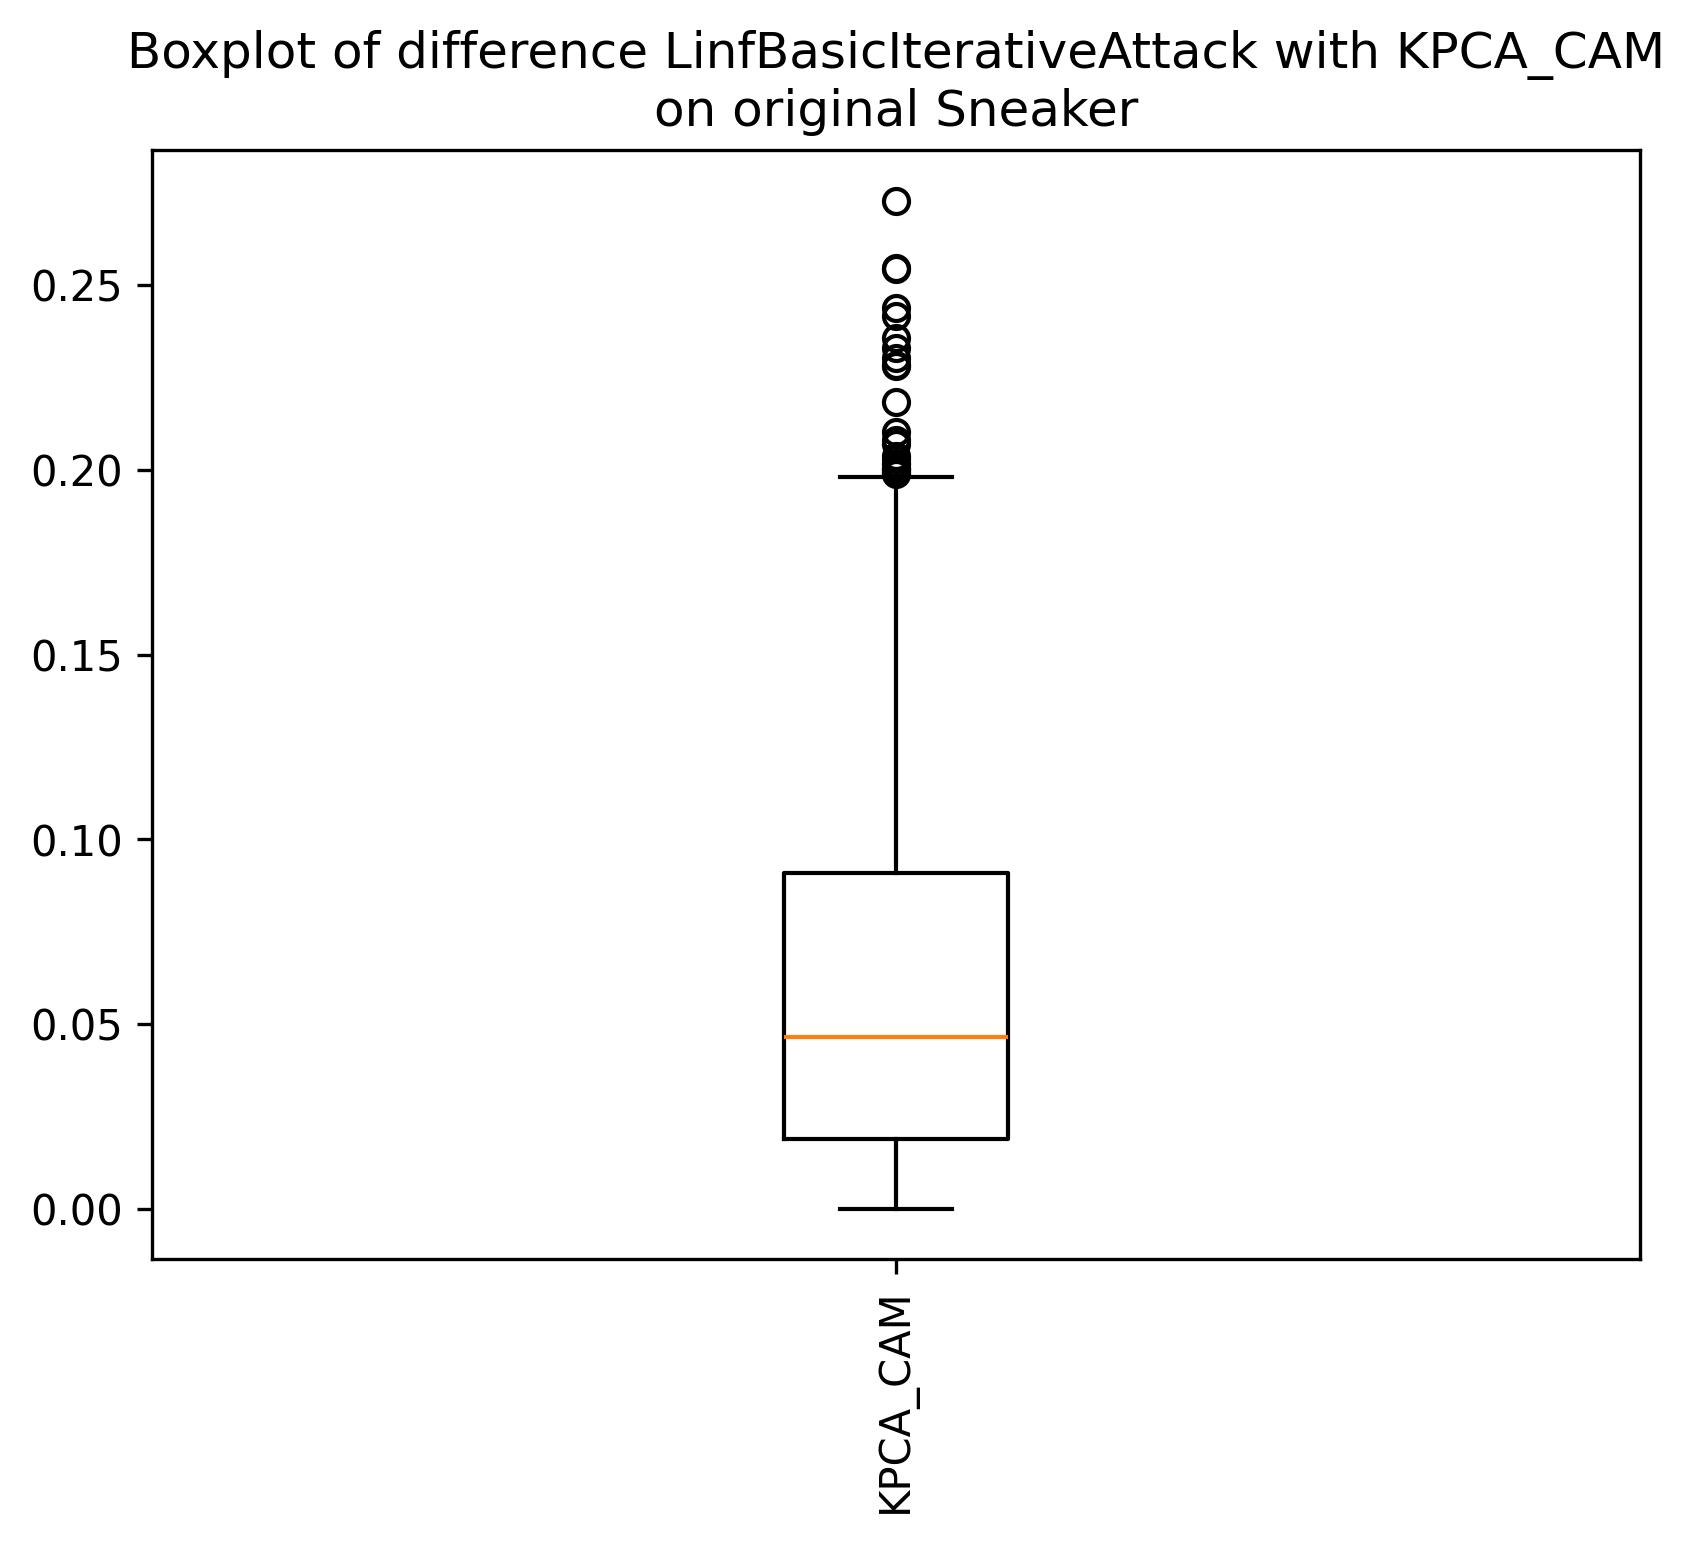 Boxplot of difference LinfBasicIterativeAttack with KPCA_CAM
on original Sneaker
0.25
0.20
0.15
0.10
0.05
0.00
KPCA_CAM